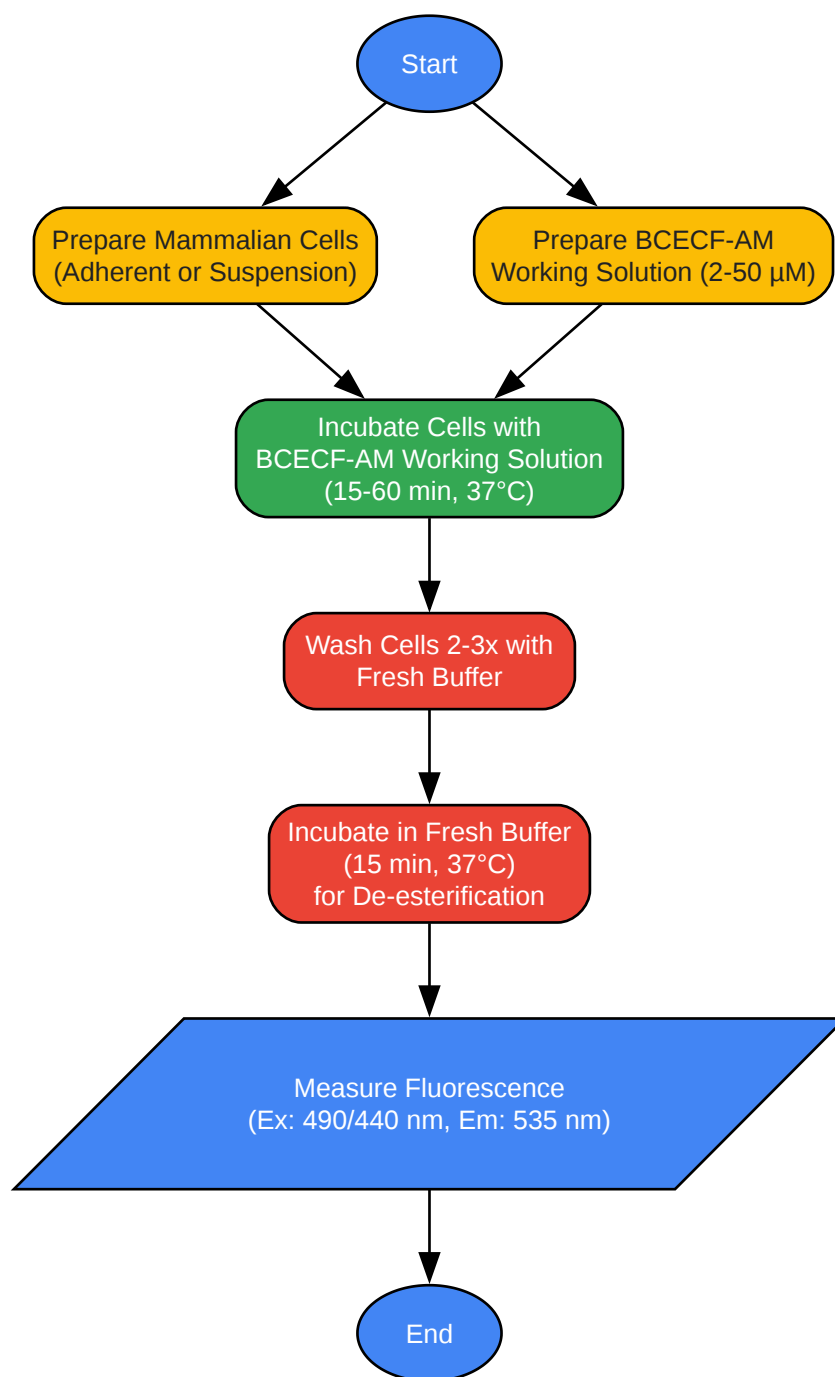 Start
Prepare Mammalian Cells
(Adherent or Suspension)
Prepare BCECF-AM
Working Solution (2-50 µM)
Incubate Cells with
BCECF-AM Working Solution
(15-60 min, 37°C)
Wash Cells 2-3x with
Fresh Buffer
Incubate in Fresh Buffer
(15 min, 37°C)
for De-esterification
Measure Fluorescence
(Ex: 490/440 nm, Em: 535 nm)
End